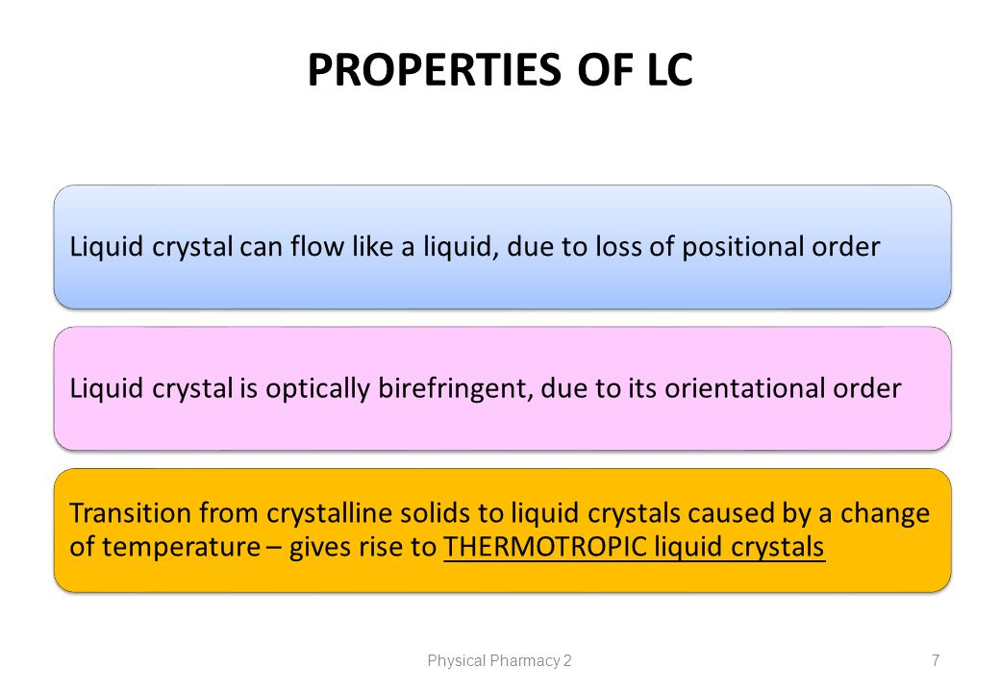 PROPERTIES OF LC
Liquid crystal can flow like a liquid, due to loss of positional order
Liquid crystal is optically birefringent, due to its orientational order
Transition from crystalline solids to liquid crystals caused by a change
of temperature – gives rise to THERMOTROPIC liquid crystals
Physical Pharmacy 2
7